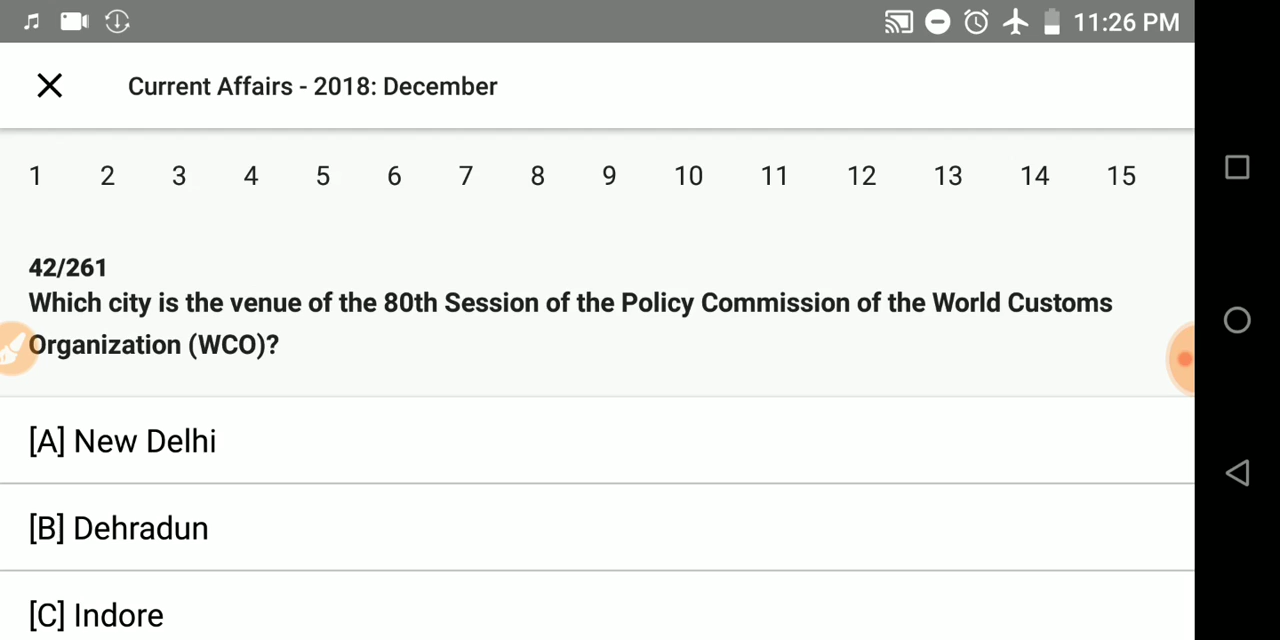 11:26 PM
Current Affairs - 2018: December
1 2 3 4 5 6 7 8 9 10 11 12 13 14 15
42/261
Which city is the venue of the 80th Session of the Policy Commission of the World Customs
Organization (WCO)?
[A] New Delhi
[B] Dehradun
[C] Indore